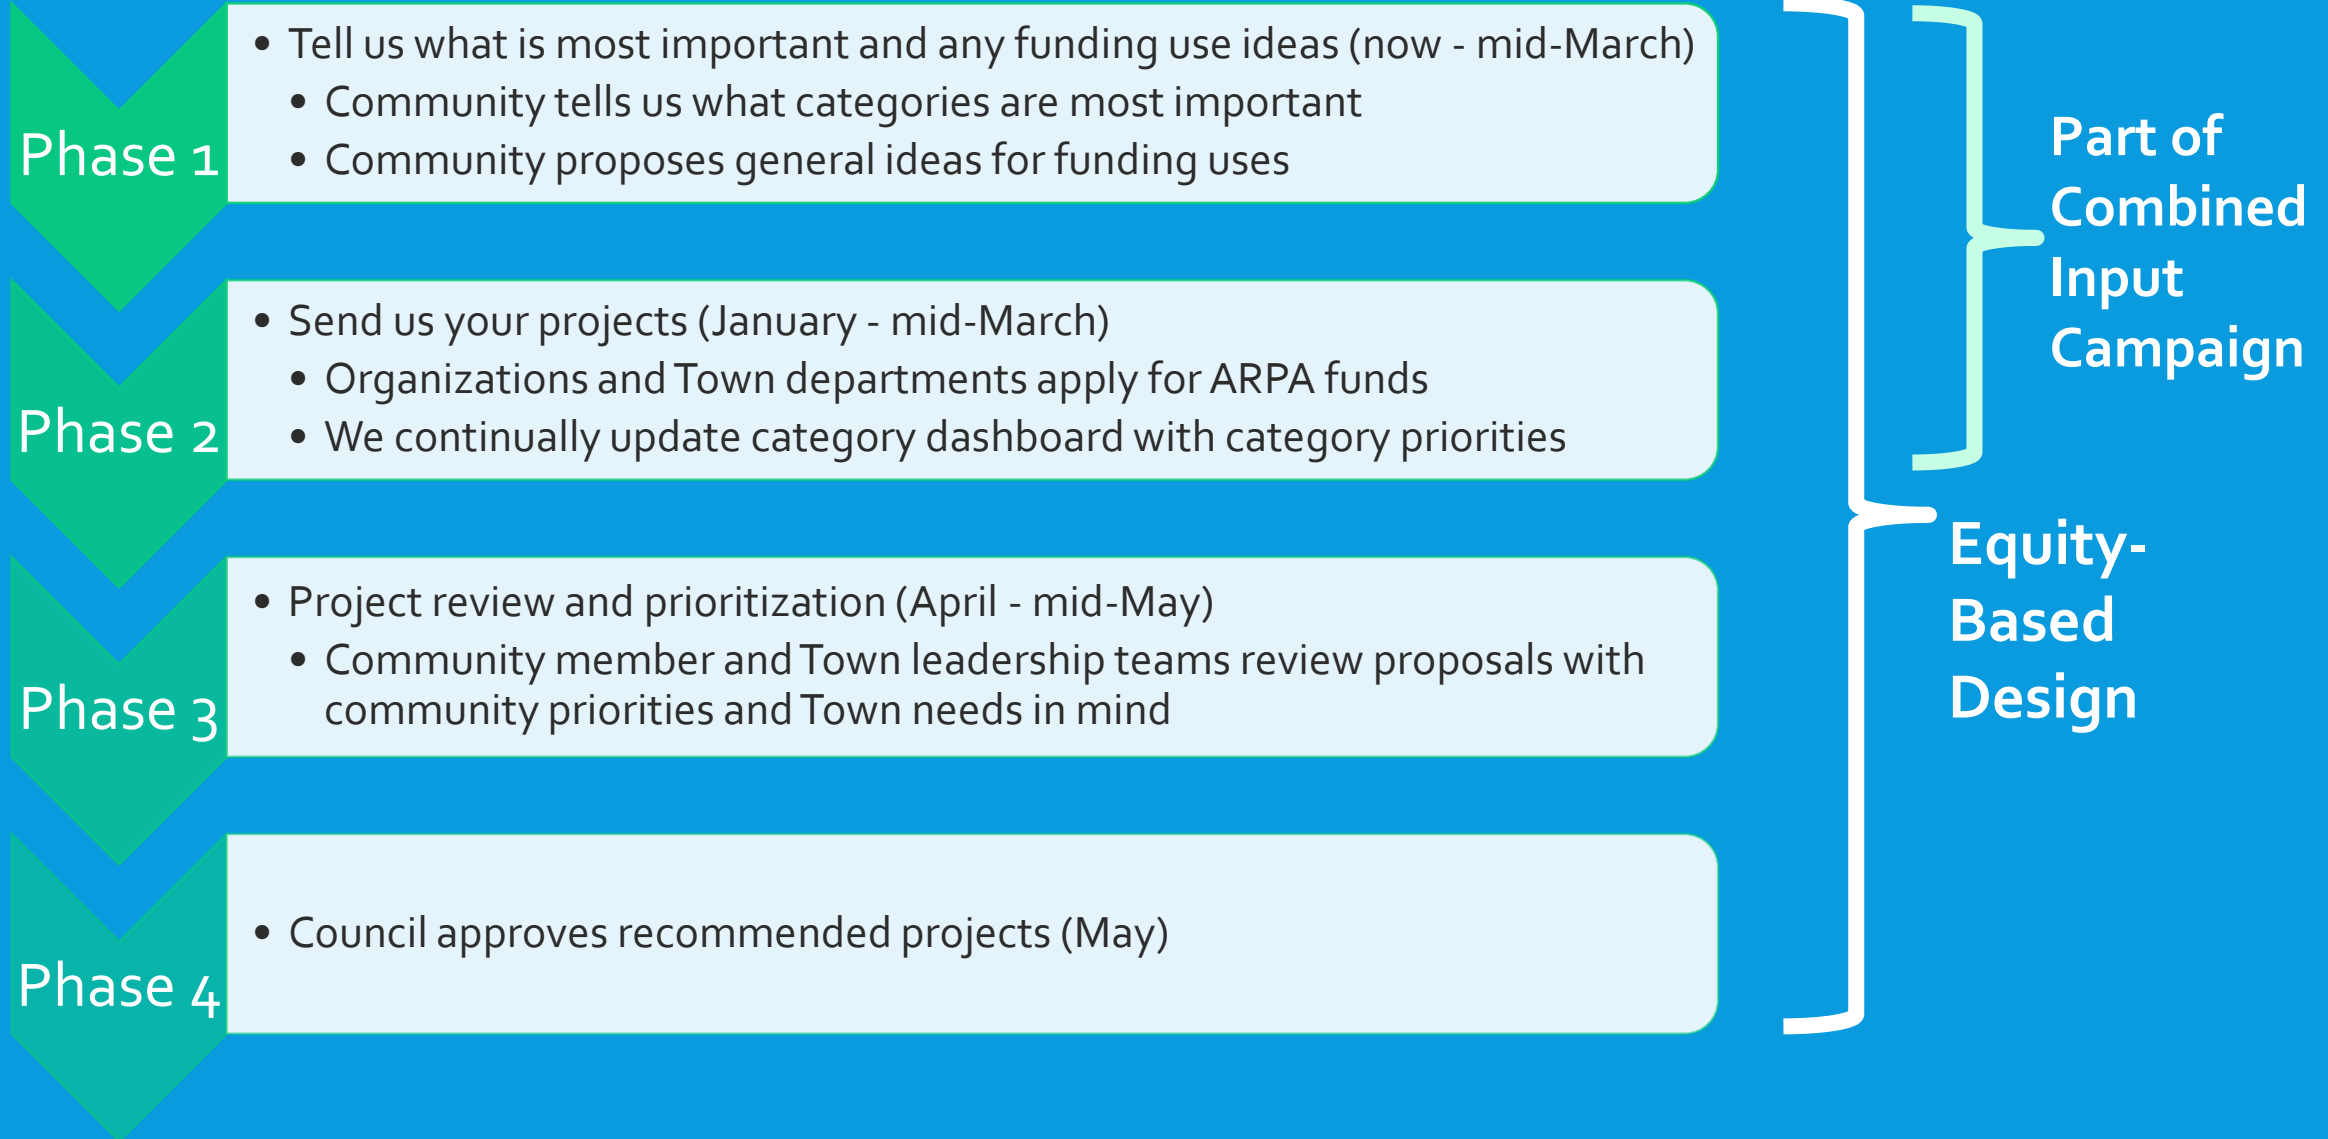 Phase 1
• Tell us what is most important and any funding use ideas (now - mid-March)
• Community tells us what categories are most important
• Community proposes general ideas for funding uses
Phase 2
• Send us your projects (January - mid-March)
• Organizations and Town departments apply for ARPA funds
• We continually update category dashboard with category priorities
Phase 3
• Project review and prioritization (April - mid-May)
• Community member and Town leadership teams review proposals with
community priorities and Town needs in mind
Phase 4
• Council approves recommended projects (May)
Part of
Combined
Input
Campaign
Equity-
Based
Design